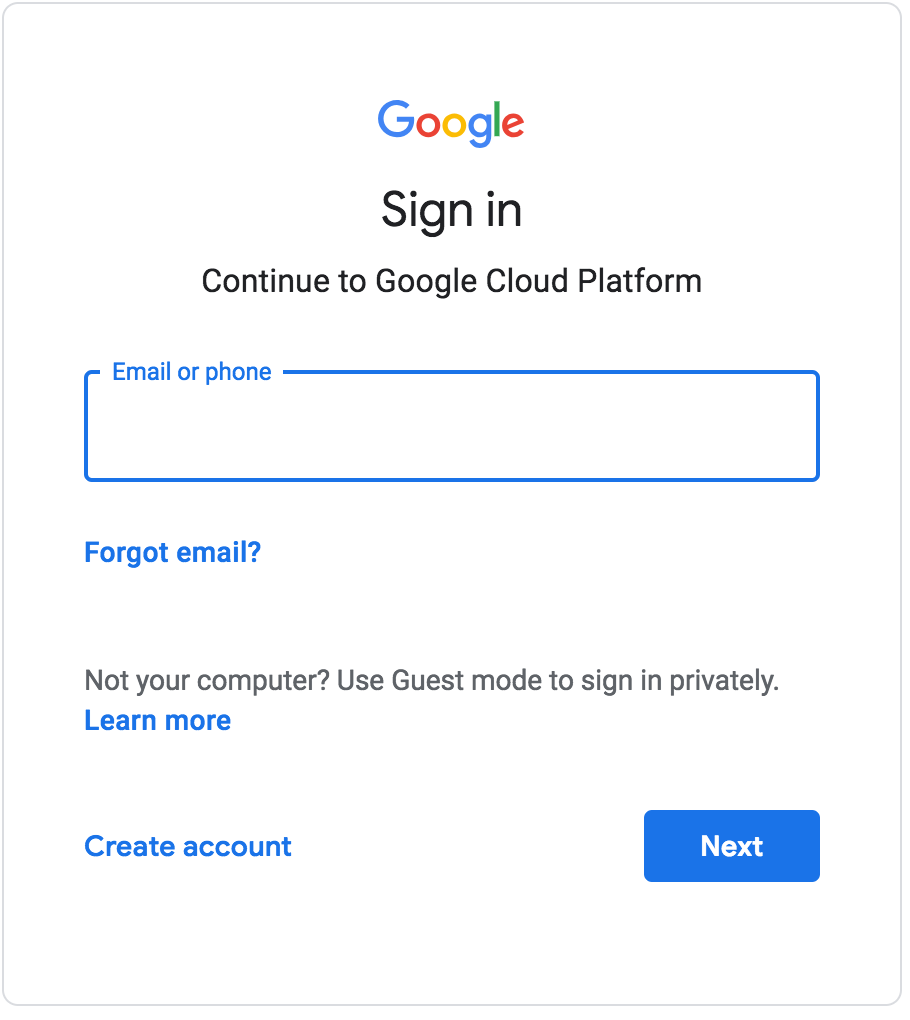 Google
Sign in
Continue to Google Cloud Platform
Email or phone
Forgot email?
Not your computer? Use Guest mode to sign in privately.
Learn more
Create account
Next